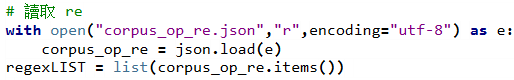 # 讀取 re
with open("corpus_op_re.json","r",encoding="utf-8") as e:
    corpus_op_re = json.load(e)
regexLIST = list(corpus_op_re.items())